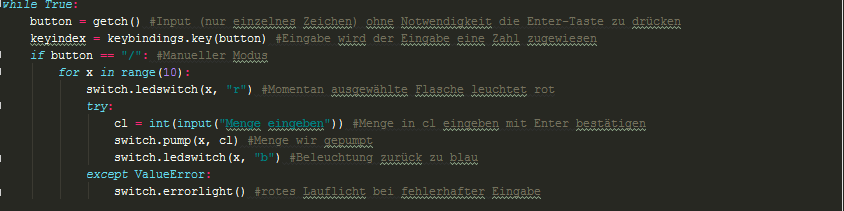 while True:
button = getch() #Input (nur einzelnes Zeichen) ohne Notwendigkeit die Enter-Taste zu drücken
keyindex = keybindings.key(button) #Eingabe wird der Eingabe eine Zahl zugewiesen
if button == "/": #Manueller Modus
for x in range(10):
switch.ledswitch(x, "r") #Momentan ausgewählte Flasche leuchtet rot
try:
cl = int(input("Menge eingeben")) #Menge in cl eingeben mit Enter bestätigen
switch.pump(x, cl) #Menge wir gepumpt
switch.ledswitch(x, "b") #Beleuchtung zurück zu blau
except ValueError:
switch.errorlight() #rotes Lauflicht bei fehlerhafter Eingabe